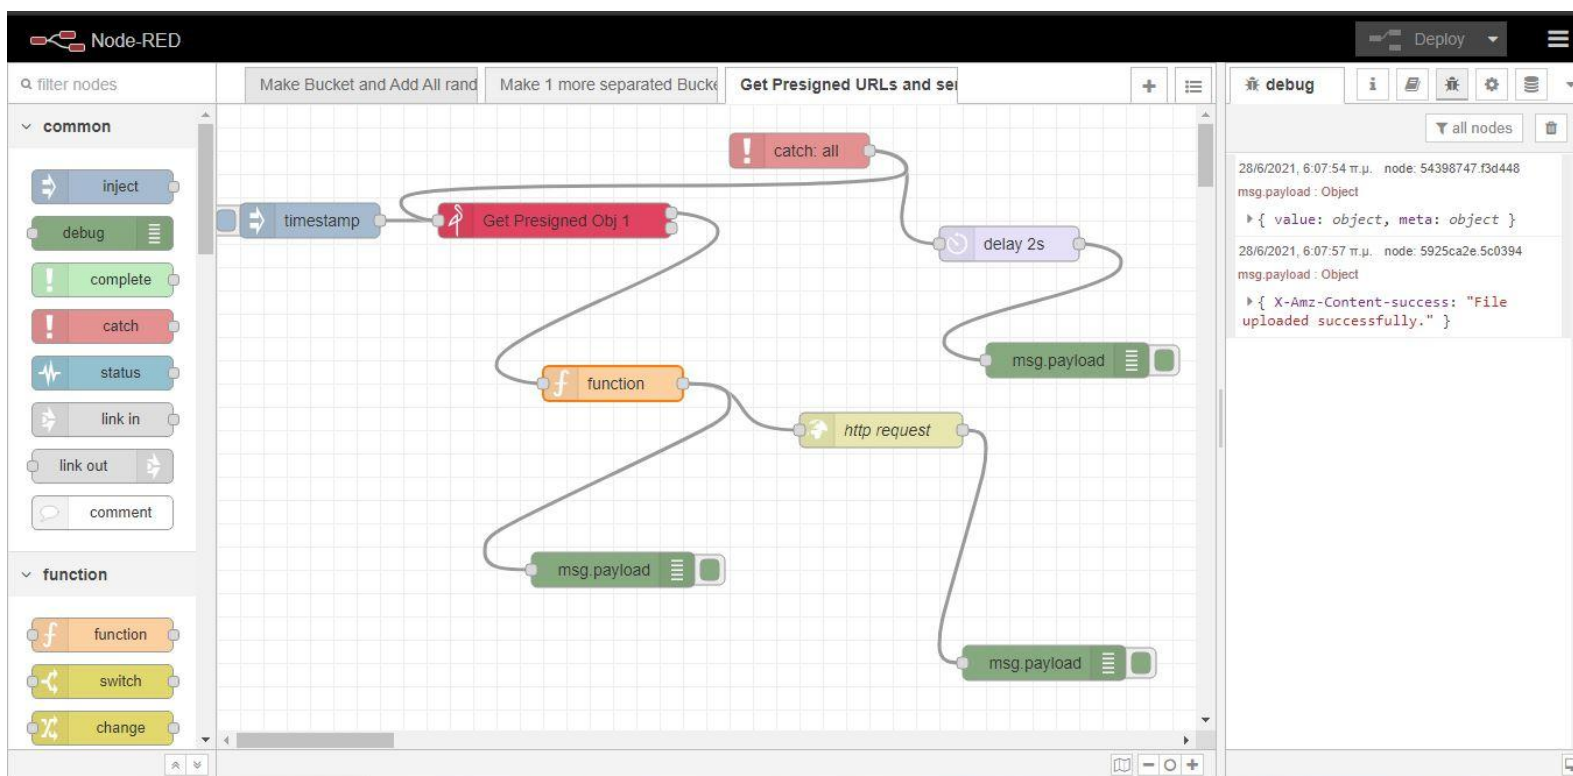 Node-RED
Deploy
filter nodes
Make Bucket and Add All rand
Make 1 more separated Bucke
Get Presigned URLs and sei
debug
i
all nodes
common
inject
debug
complete
catch
status
link in
link out
comment
function
function
switch
change
catch: all
timestamp
Get Presigned Obj 1
delay 2s
msg.payload
function
http request
msg.payload
msg.payload
28/6/2021, 6:07:54 π.μ. node: 54398747.f3d448
msg.payload : Object
{ value: object, meta: object }
28/6/2021, 6:07:57 π.μ. node: 5925ca2e.5c0394
msg.payload : Object
{ X-Amz-Content-success: "File
uploaded successfully." }